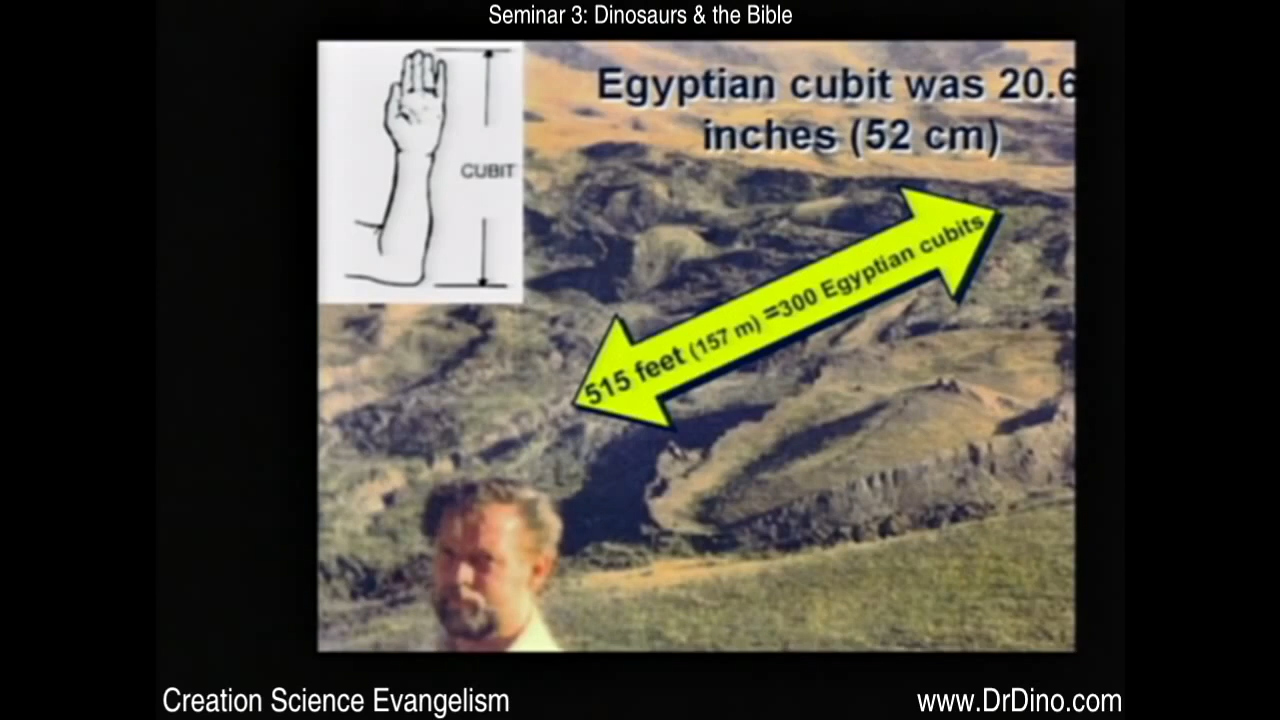 Seminar 3: Dinosaurs & the Bible
Egyptian cubit was 20.6
inches (52 cm)
CUBIT
515 feet (157 m) =300 Egyptian cubits
Creation Science Evangelism
www.DrDino.com